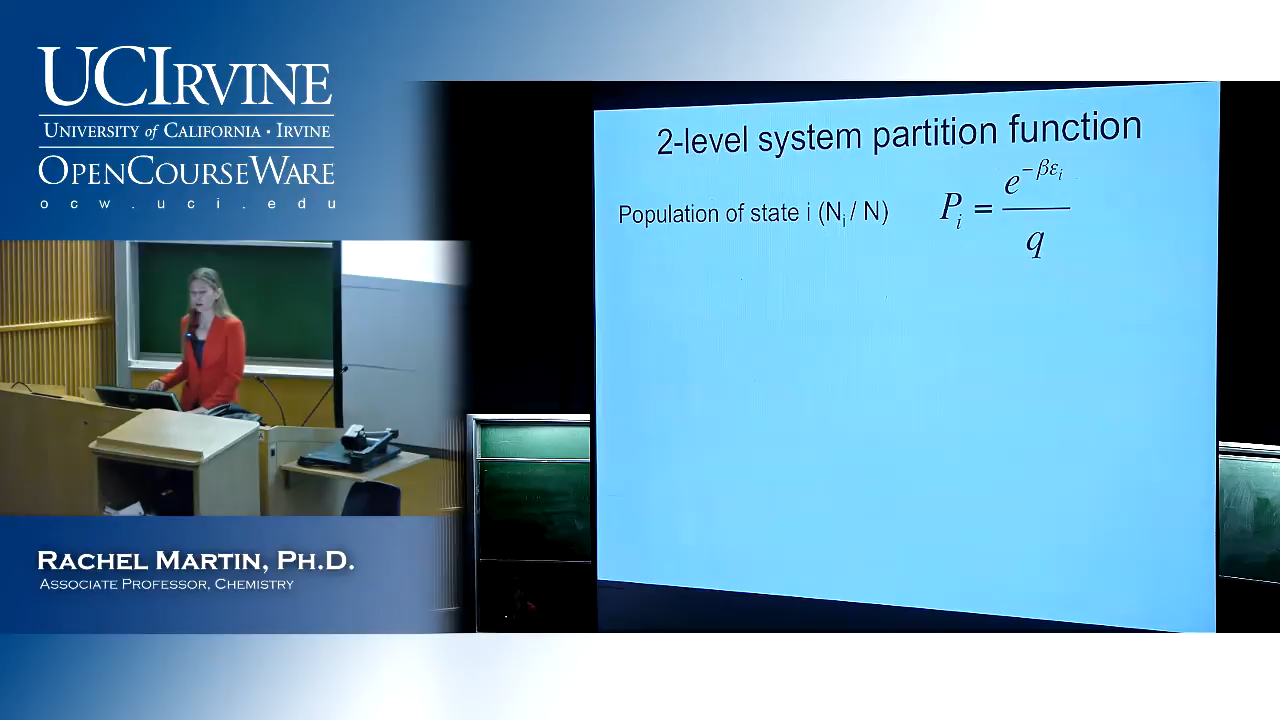 UCIRVINE
UNIVERSITY of CALIFORNIA · IRVINE
OPENCOURSEWARE
ocw.uci.edu
2-level system partition function
Population of state i (Nᵢ / N)
Pᵢ = e^(-βεᵢ) / q
RACHEL MARTIN, PH.D.
ASSOCIATE PROFESSOR, CHEMISTRY